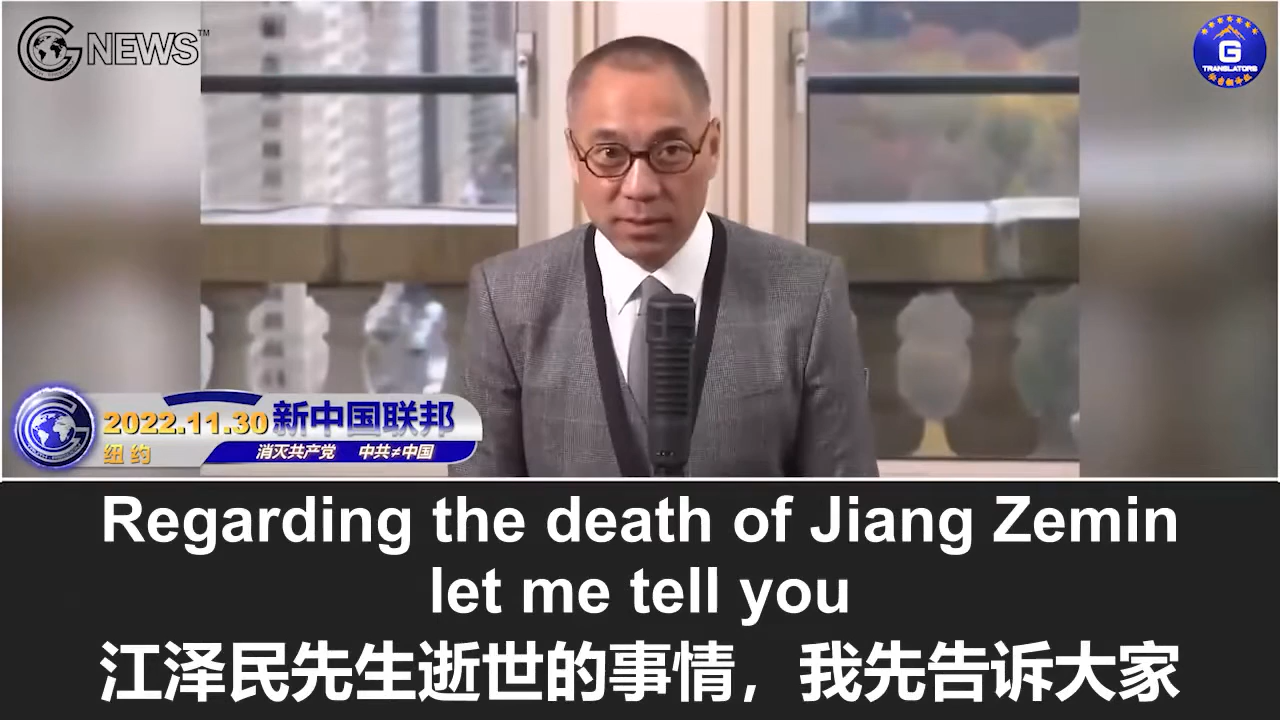 G NEWS™
G
TRANSLATORS
2022.11.30
新中国联邦
纽约
消灭共产党 中共≠中国
Regarding the death of Jiang Zemin
let me tell you
江泽民先生逝世的事情，我先告诉大家